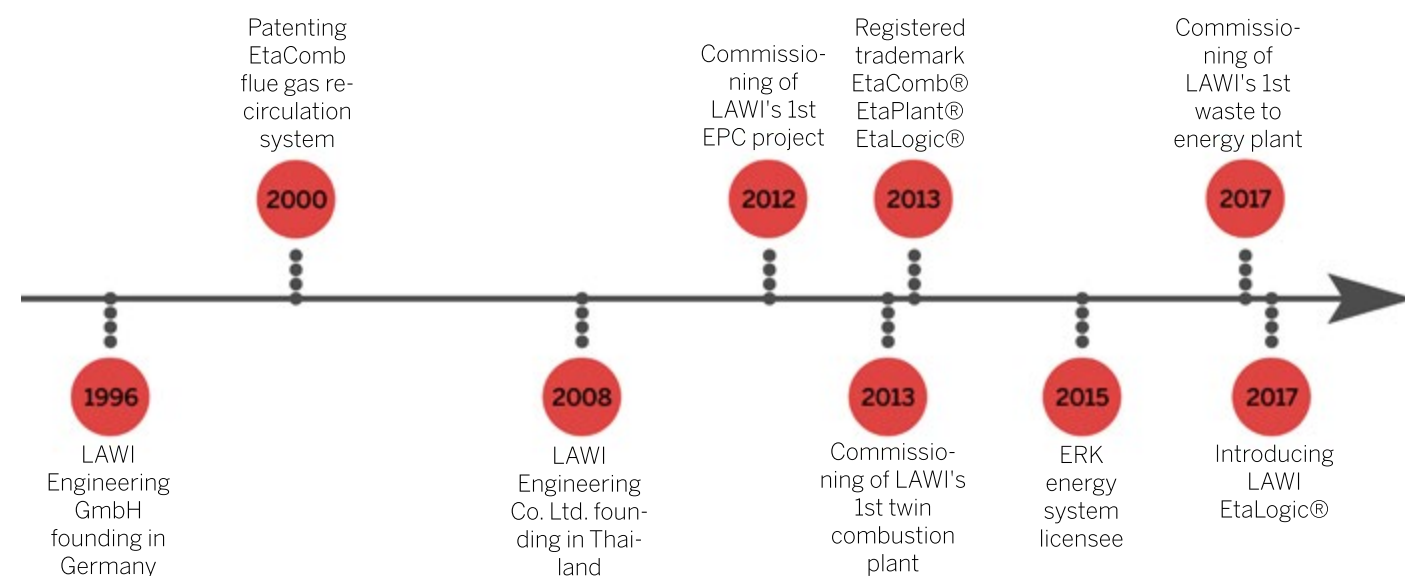 Patenting
EtaComb
flue gas re-
circulation
system
2000
Commissio-
ning of
LAWI's 1st
EPC project
2012
Registered
trademark
EtaComb®
EtaPlant®
EtaLogic®
2013
Commissio-
ning of
LAWI's 1st
waste to
energy plant
2017
1996
LAWI
Engineering
GmbH
founding in
Germany
2008
LAWI
Engineering
Co. Ltd. foun-
ding in Thai-
land
2013
Commissio-
ning of LAWI's
1st twin
combustion
plant
2015
ERK
energy
system
licensee
2017
Introducing
LAWI
EtaLogic®